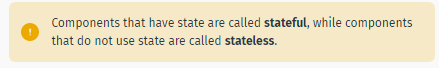 Components that have state are called stateful, while components
that do not use state are called stateless.